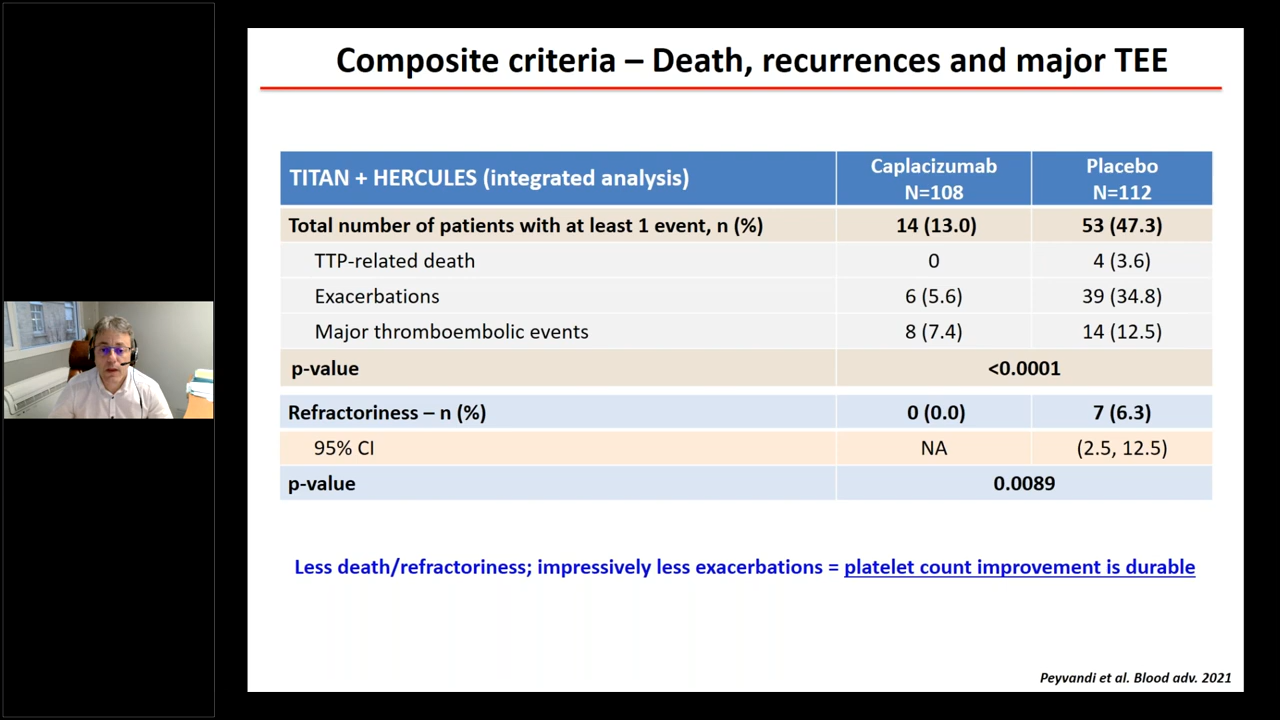 Composite criteria – Death, recurrences and major TEE
TITAN + HERCULES (integrated analysis)
Caplacizumab
N=108
Placebo
N=112
Total number of patients with at least 1 event, n (%) 14 (13.0) 53 (47.3)
TTP-related death 0 4 (3.6)
Exacerbations 6 (5.6) 39 (34.8)
Major thromboembolic events 8 (7.4) 14 (12.5)
p-value <0.0001
Refractoriness – n (%) 0 (0.0) 7 (6.3)
95% CI NA (2.5, 12.5)
p-value 0.0089
Less death/refractoriness; impressively less exacerbations = platelet count improvement is durable
Peyvandi et al. Blood adv. 2021